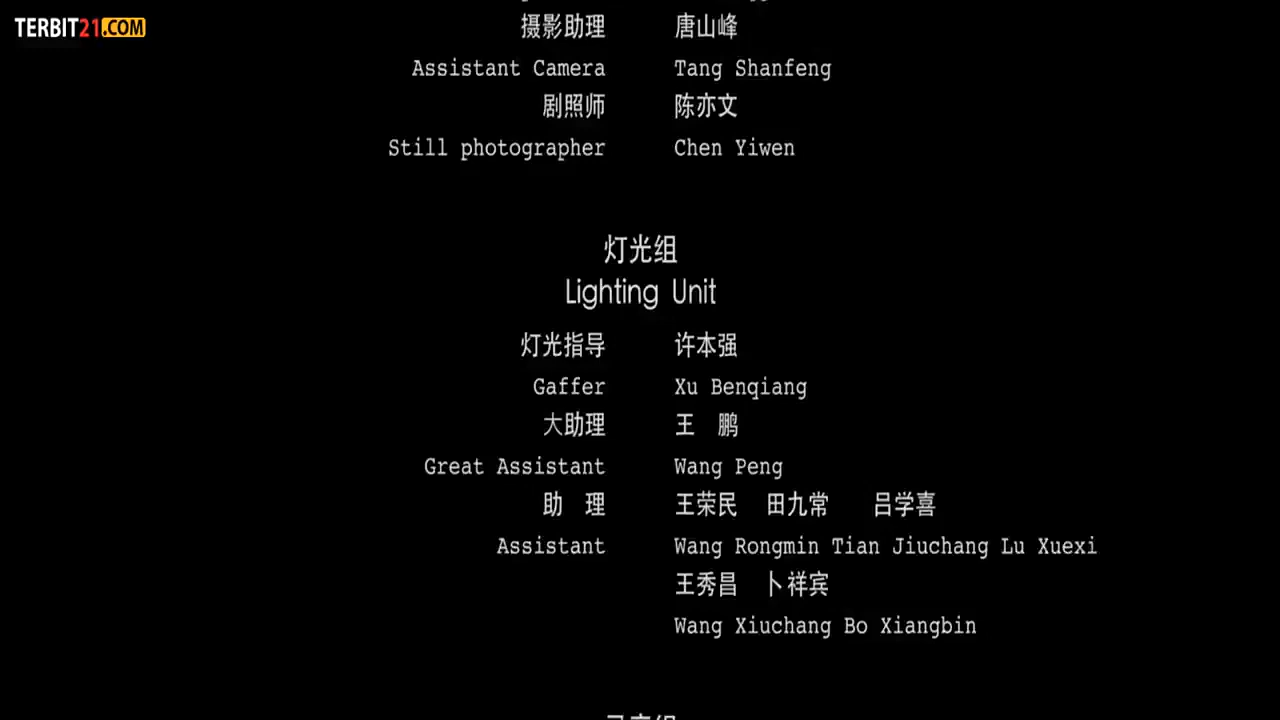 TERBIT21.COM
摄影助理 唐山峰
Assistant Camera Tang Shanfeng
剧照师 陈亦文
Still photographer Chen Yiwen
灯光组
Lighting Unit
灯光指导 许本强
Gaffer Xu Benqiang
大助理 王 鹏
Great Assistant Wang Peng
助 理 王荣民 田九常 吕学喜
Assistant Wang Rongmin Tian Jiuchang Lu Xuexi
王秀昌 卜祥宾
Wang Xiuchang Bo Xiangbin